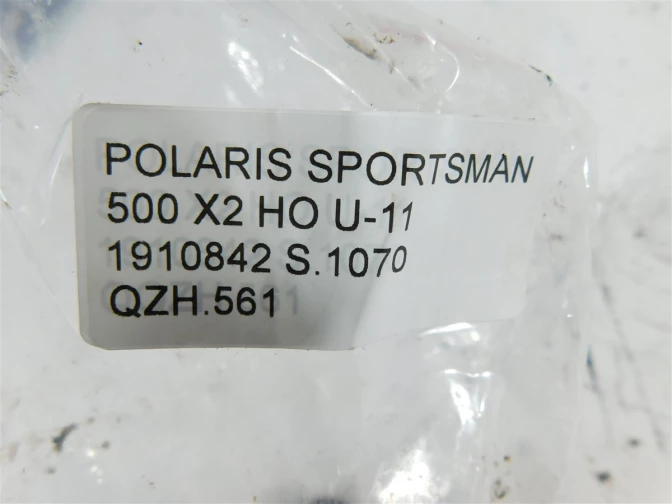 POLARIS SPORTSMAN
500 X2 HO U-11
1910842 S.1070
QZH.561